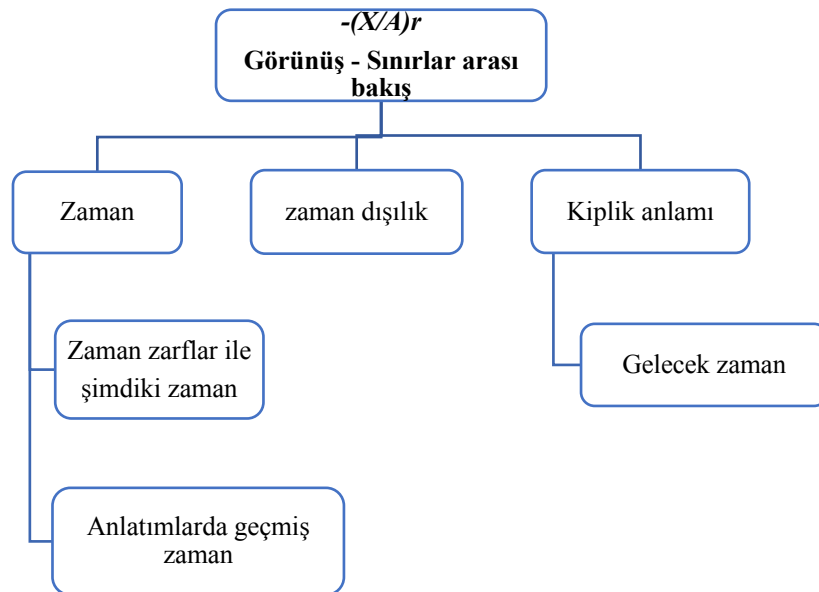 -(X/A)r
Görünüş - Sınırlar arası
bakış
Zaman
zaman dışılık
Kiplik anlamı
Zaman zarflar ile
şimdiki zaman
Gelecek zaman
Anlatımlarda geçmiş
zaman